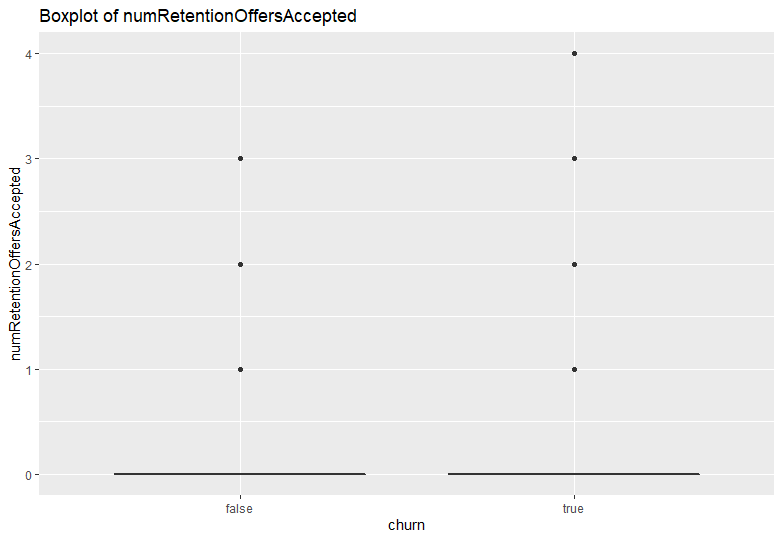 Boxplot of numRetentionOffersAccepted
numRetentionOffersAccepted
4
3
2
1
0
false true
churn